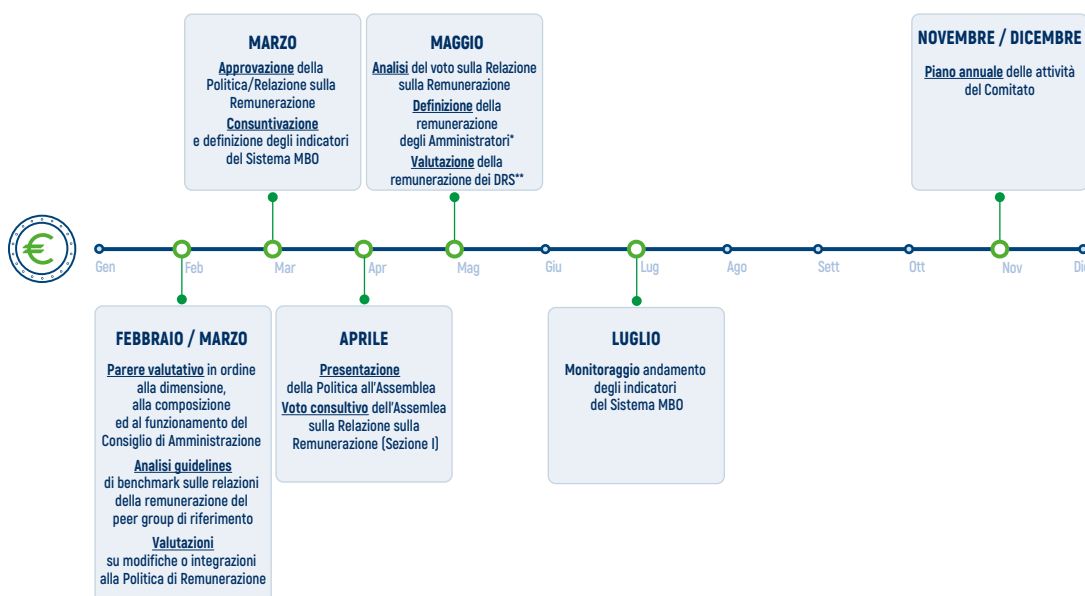 MARZO
Approvazione della
Politica/Relazione sulla
Remunerazione
Consuntivazione
e definizione degli indicatori
del Sistema MBO
MAGGIO
Analisi del voto sulla Relazione
sulla Remunerazione
Definizione della
remunerazione
degli Amministratori*
Valutazione della
remunerazione dei DRS**
NOVEMBRE / DICEMBRE
Piano annuale delle attività
del Comitato
€
Gen
Feb
Mar
Apr
Mag
Giu
Lug
Ago
Sett
Ott
Nov
Dic
FEBBRAIO / MARZO
Parere valutativo in ordine
alla dimensione,
alla composizione
ed al funzionamento del
Consiglio di Amministrazione
Analisi guidelines
di benchmark sulle relazioni
della remunerazione del
peer group di riferimento
Valutazioni
su modifiche o integrazioni
alla Politica di Remunerazione
APRILE
Presentazione
della Politica all'Assemblea
Voto consultivo dell'Assemlea
sulla Relazione sulla
Remunerazione (Sezione I)
LUGLIO
Monitoraggio andamento
degli indicatori
del Sistema MBO